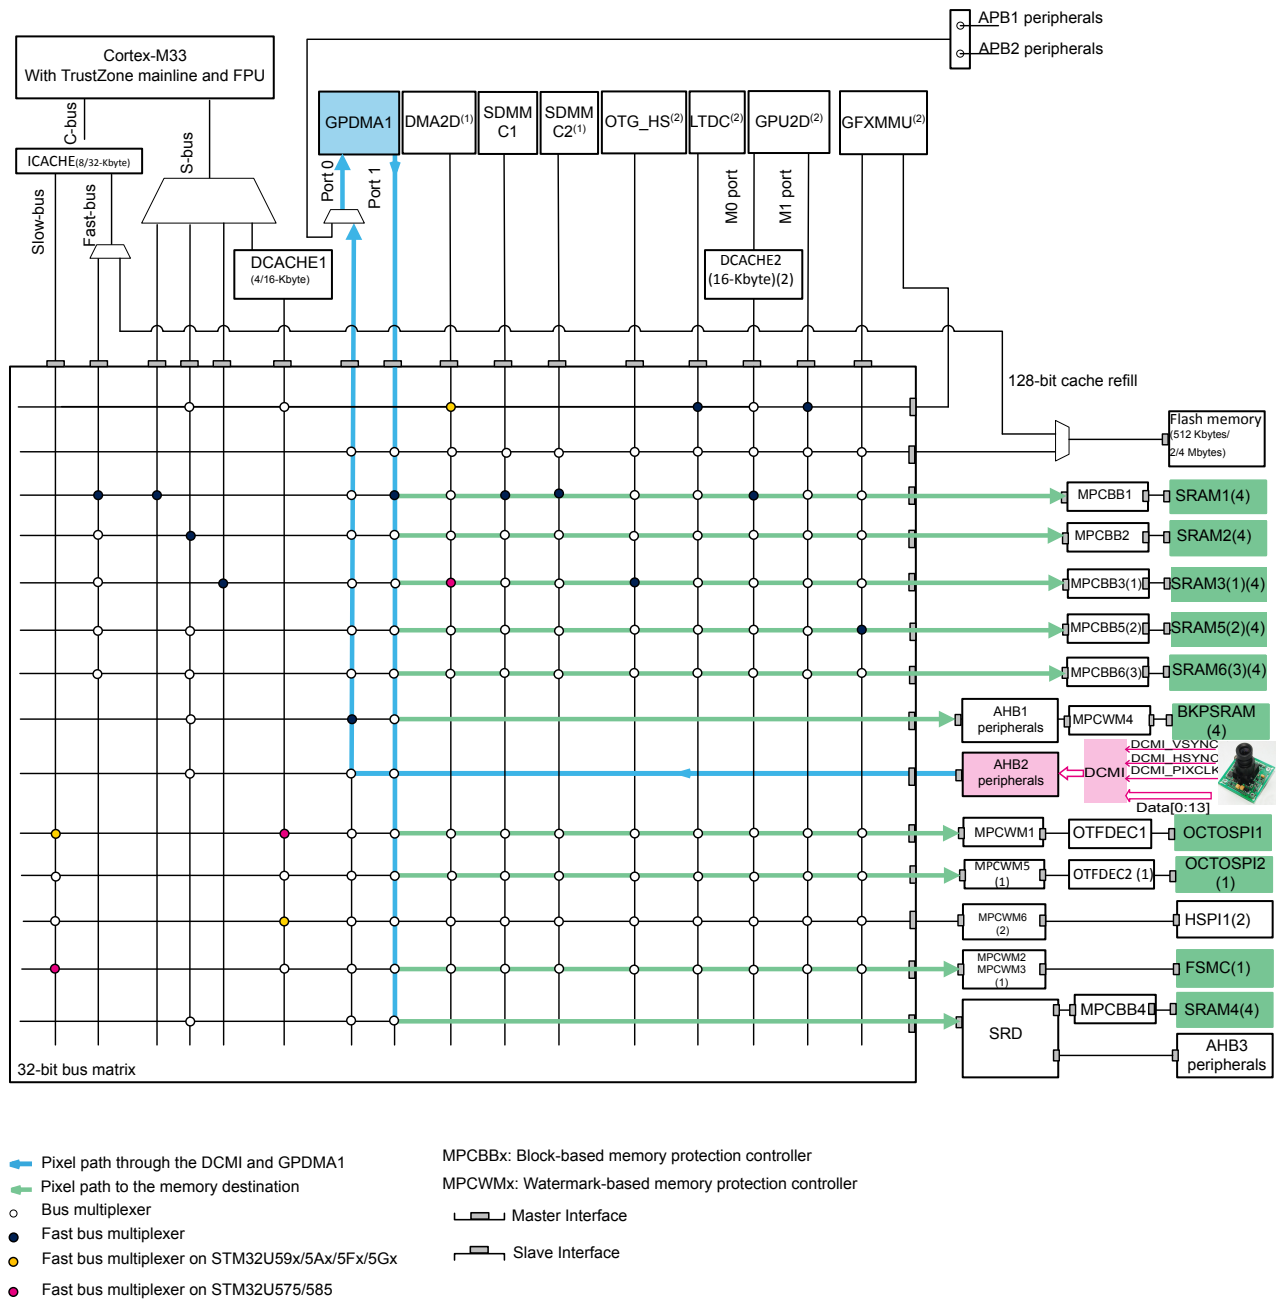 APB1 peripherals
APB2 peripherals
Cortex-M33
With TrustZone mainline and FPU
C-bus
S-bus
ICACHE(8/32-Kbyte)
Slow-bus
Fast-bus
GPDMA1
DMA2D(1)
SDMM
C1
SDMM
C2(1)
OTG_HS(2)
LTDC(2)
GPU2D(2)
GFXMMU(2)
Port 0
Port 1
M0 port
M1 port
DCACHE1
(4/16-Kbyte)
DCACHE2
(16-Kbyte)(2)
128-bit cache refill
Flash memory
(512 Kbytes/
2/4 Mbytes)
MPCBB1
SRAM1(4)
MPCBB2
SRAM2(4)
MPCBB3(1)
SRAM3(1)(4)
MPCBB5(2)
SRAM5(2)(4)
MPCBB6(3)
SRAM6(3)(4)
AHB1
peripherals
MPCWM4
BKPSRAM
(4)
AHB2
peripherals
DCMI
DCMI_VSYNC
DCMI_HSYNC
DCMI_PIXCLK
Data[0:13]
MPCWM1
OTFDEC1
OCTOSPI1
MPCWM5
(1)
OTFDEC2 (1)
OCTOSPI2
(1)
MPCWM6
(2)
HSPI1(2)
MPCWM2
MPCWM3
(1)
FSMC(1)
SRD
MPCBB4
SRAM4(4)
AHB3
peripherals
32-bit bus matrix
Pixel path through the DCMI and GPDMA1
Pixel path to the memory destination
Bus multiplexer
Fast bus multiplexer
Fast bus multiplexer on STM32U59x/5Ax/5Fx/5Gx
Fast bus multiplexer on STM32U575/585
MPCBBx: Block-based memory protection controller
MPCWMx: Watermark-based memory protection controller
Master Interface
Slave Interface